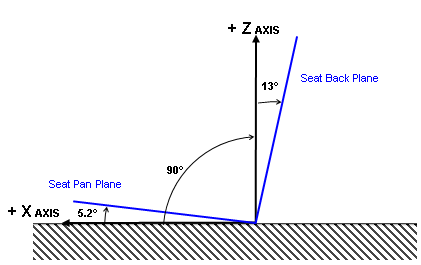 + Z AXIS
13°
Seat Back Plane
90°
Seat Pan Plane
5.2°
+ X AXIS